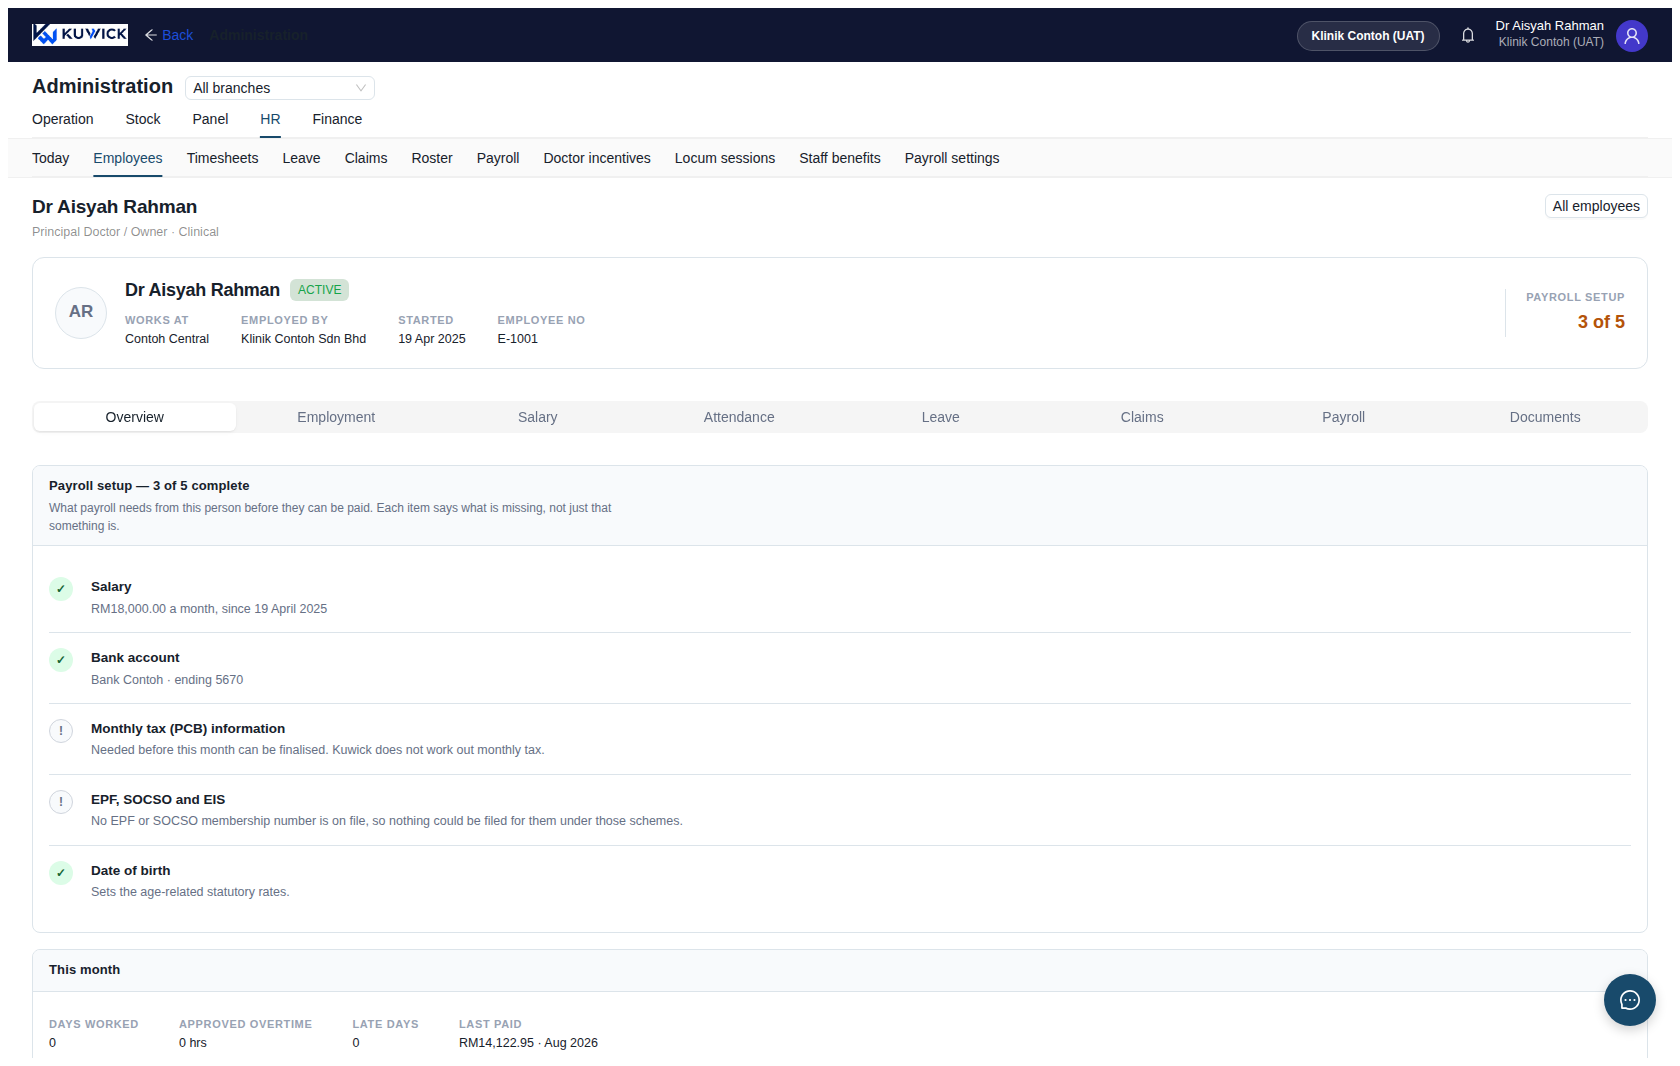 KUWICK
Back Administration
Klinik Contoh (UAT)
Dr Aisyah Rahman
Klinik Contoh (UAT)
Administration All branches
Operation Stock Panel HR Finance
Today Employees Timesheets Leave Claims Roster Payroll Doctor incentives Locum sessions Staff benefits Payroll settings
Dr Aisyah Rahman
All employees
Principal Doctor / Owner · Clinical
AR
Dr Aisyah Rahman ACTIVE
WORKS AT EMPLOYED BY STARTED EMPLOYEE NO
Contoh Central Klinik Contoh Sdn Bhd 19 Apr 2025 E-1001
PAYROLL SETUP
3 of 5
Overview Employment Salary Attendance Leave Claims Payroll Documents
Payroll setup — 3 of 5 complete
What payroll needs from this person before they can be paid. Each item says what is missing, not just that
something is.
✓ Salary
RM18,000.00 a month, since 19 April 2025
✓ Bank account
Bank Contoh · ending 5670
! Monthly tax (PCB) information
Needed before this month can be finalised. Kuwick does not work out monthly tax.
! EPF, SOCSO and EIS
No EPF or SOCSO membership number is on file, so nothing could be filed for them under those schemes.
✓ Date of birth
Sets the age-related statutory rates.
This month
DAYS WORKED APPROVED OVERTIME LATE DAYS LAST PAID
0 0 hrs 0 RM14,122.95 · Aug 2026